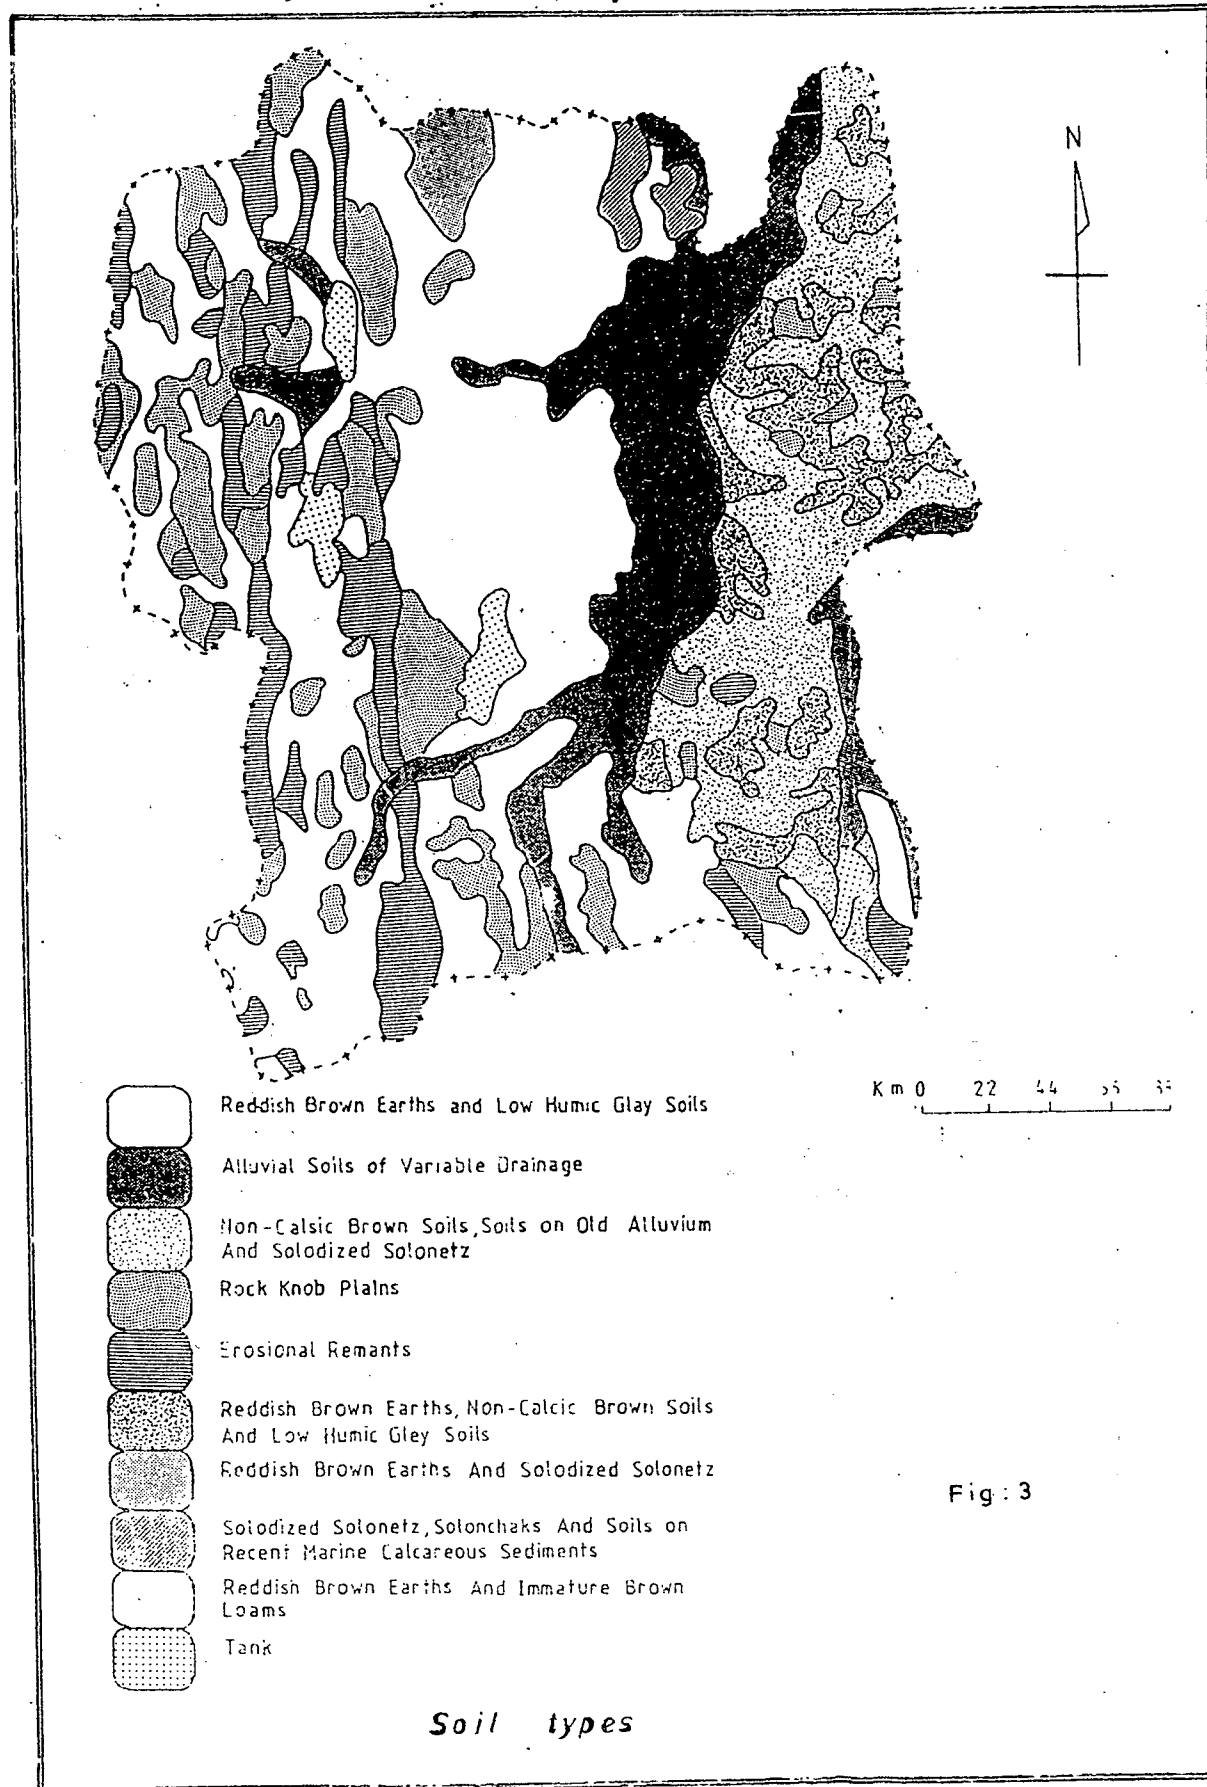 N
Km 0 22 44
Reddish Brown Earths and Low Humic Glay Soils
Alluvial Soils of Variable Drainage
Non-Calsic Brown Soils, Soils on Old Alluvium
And Solodized Solonetz
Rock Knob Plains
Erosional Remants
Reddish Brown Earths, Non-Calcic Brown Soils
And Low Humic Gley Soils
Reddish Brown Earths And Solodized Solonetz
Solodized Solonetz, Solonchaks And Soils on
Recent Marine Calcareous Sediments
Reddish Brown Earths And Immature Brown
Loams
Tank
Fig: 3
Soil types